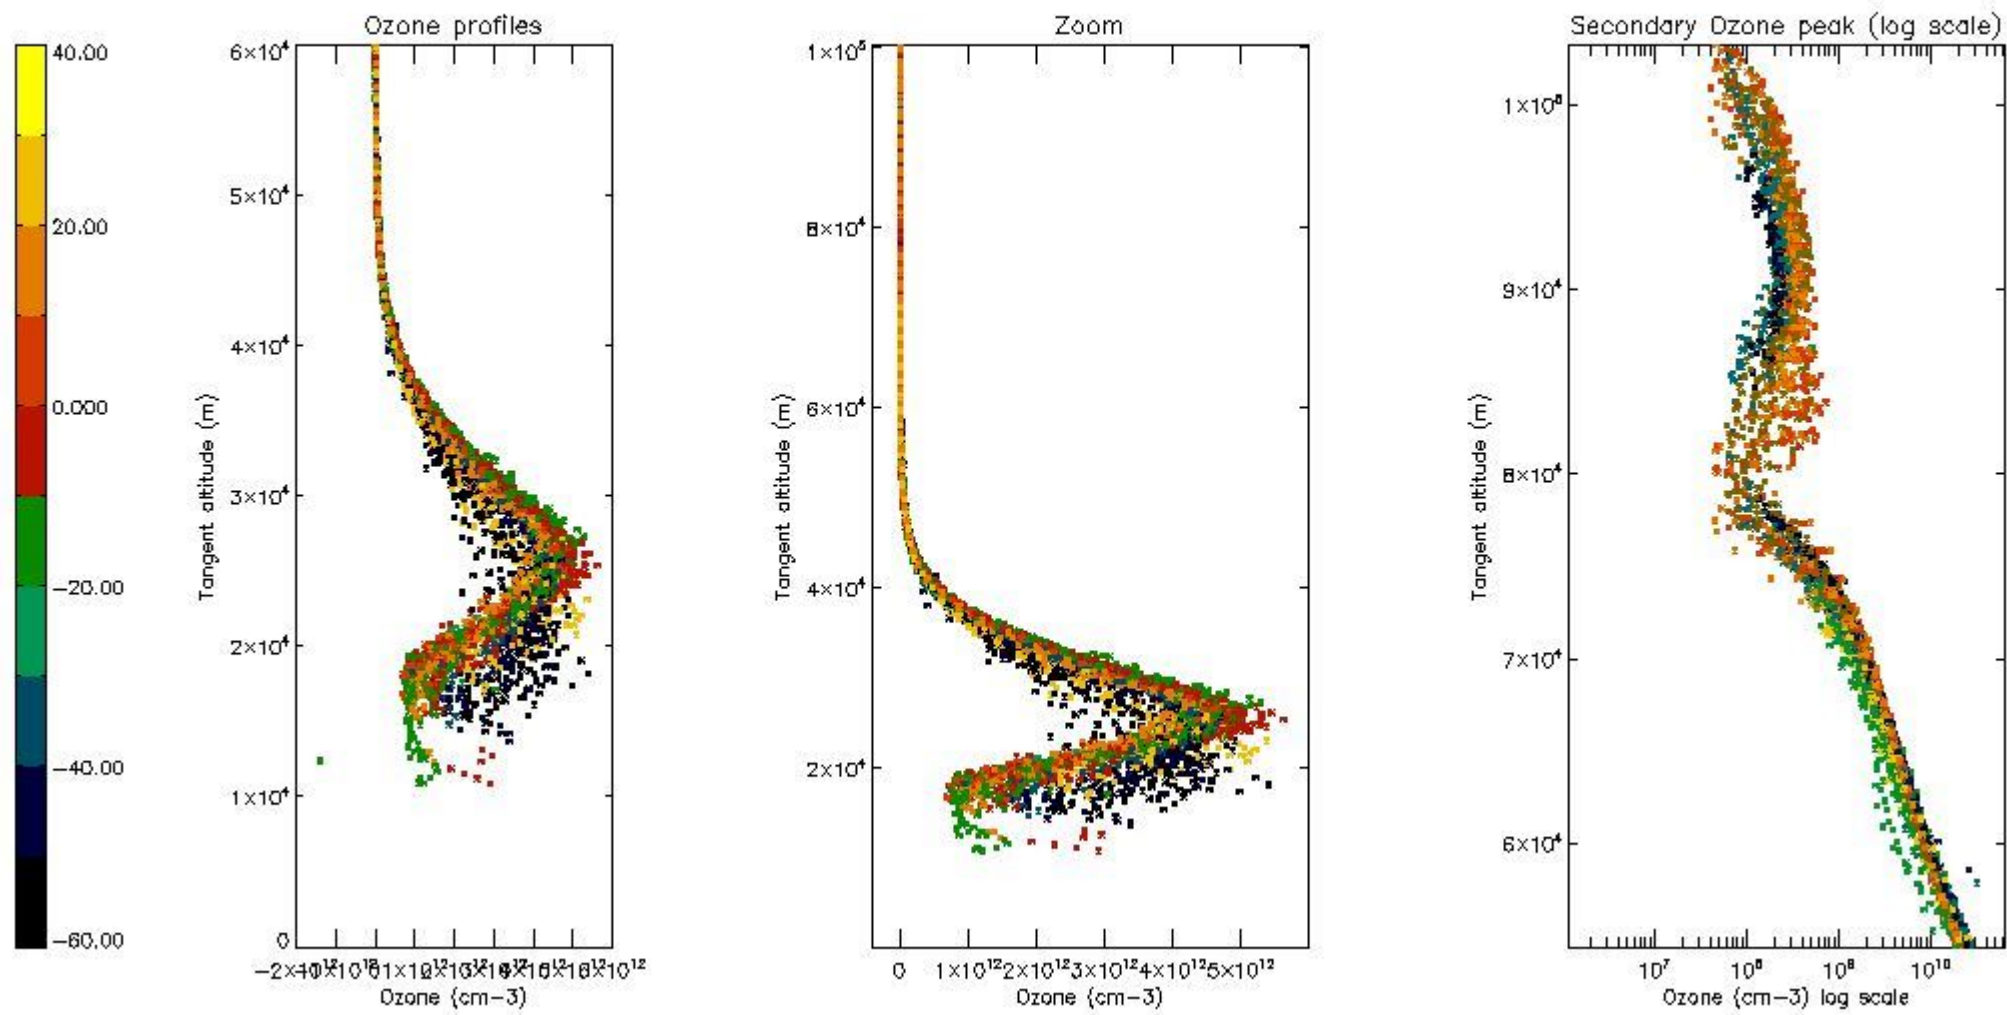 Ozone profiles
Zoom
Secondary Ozone peak (log scale)
40.00
20.00
0.000
-20.00
-40.00
-60.00
6×10⁴
5×10⁴
4×10⁴
3×10⁴
2×10⁴
1×10⁴
0
Tangent altitude (m)
Ozone (cm-3)
1×10⁵
8×10⁴
6×10⁴
4×10⁴
2×10⁴
Tangent altitude (m)
0 1×10¹² 2×10¹² 3×10¹² 4×10¹² 5×10¹²
Ozone (cm-3)
9×10⁴
8×10⁴
7×10⁴
6×10⁴
Tangent altitude (m)
10⁷ 10⁸ 10⁹ 10¹⁰
Ozone (cm-3) log scale